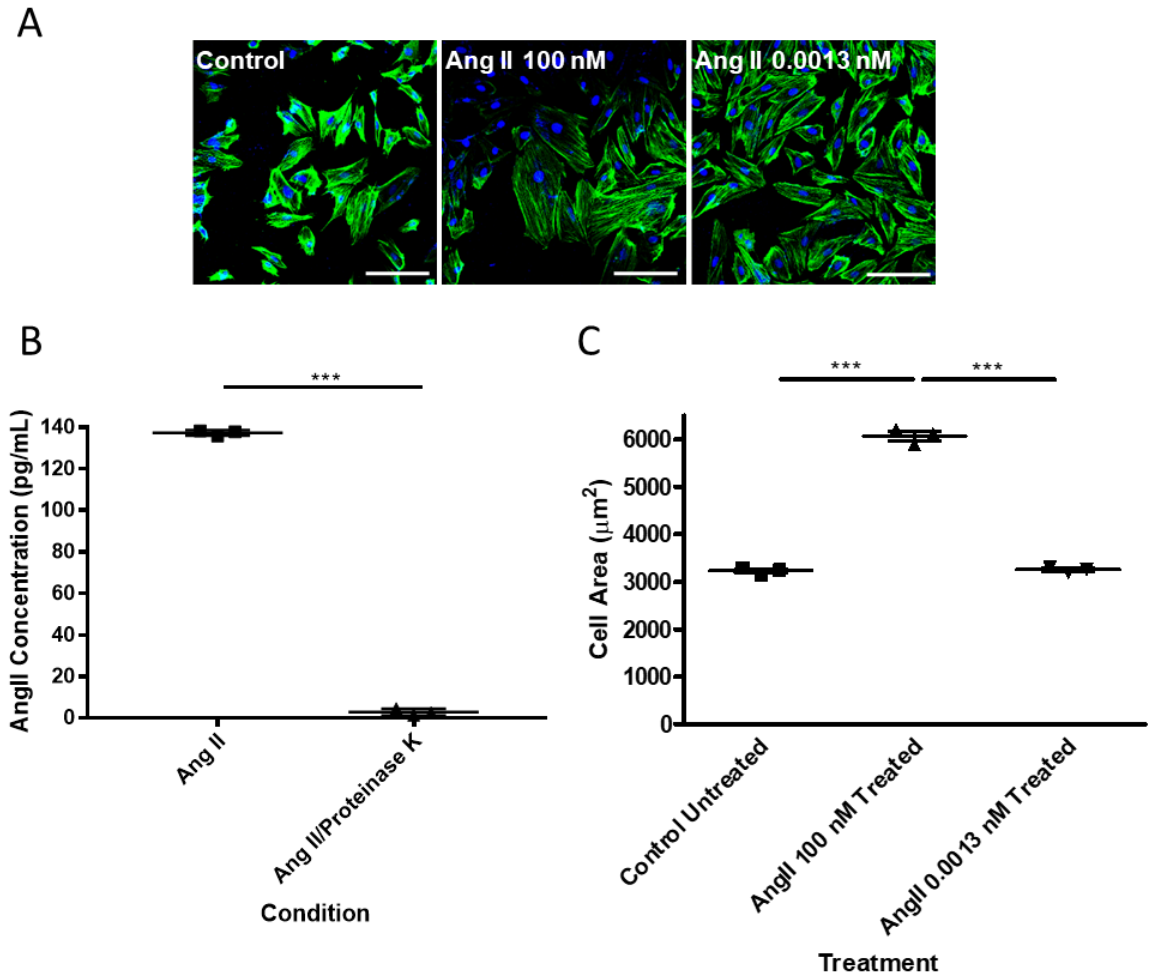 A
Control
Ang II 100 nM
Ang II 0.0013 nM
B
***
AngII Concentration (pg/mL)
140
120
100
80
60
40
20
0
Ang II
Ang II/Proteinase K
Condition
C
***
***
Cell Area (μm²)
6000
5000
4000
3000
2000
1000
0
Control Untreated
AngII 100 nM Treated
AngII 0.0013 nM Treated
Treatment